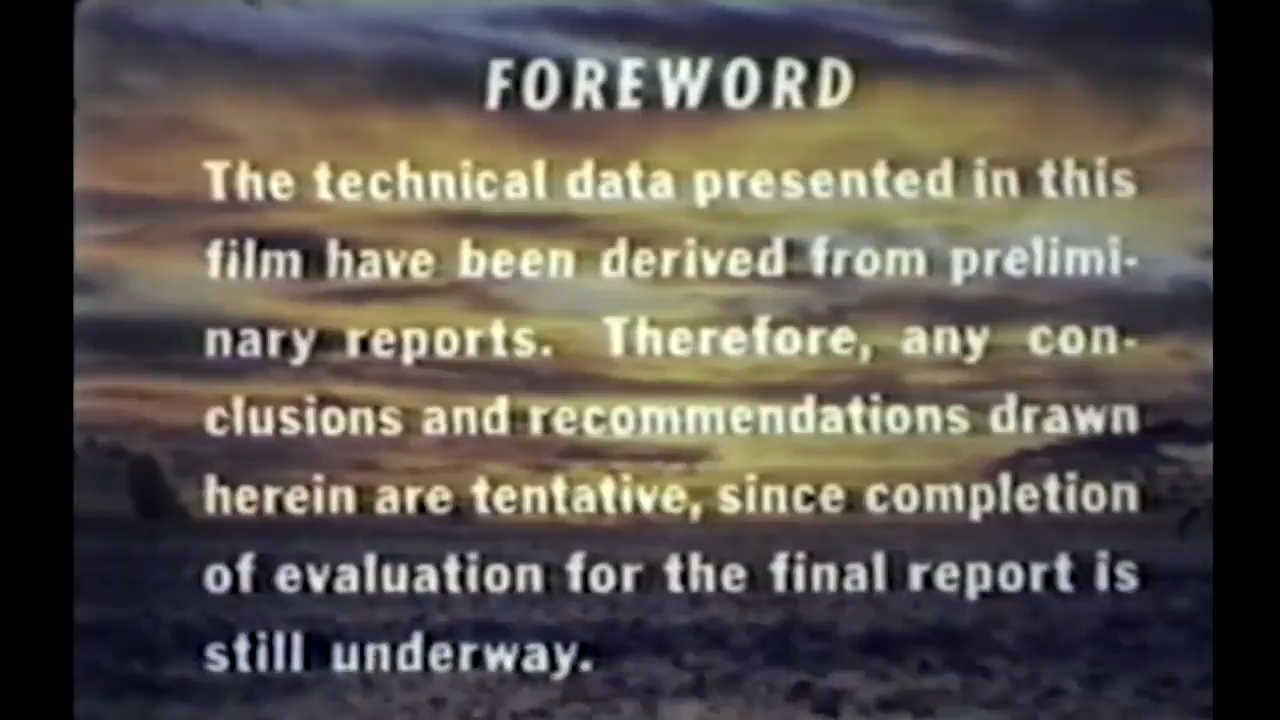 FOREWORD
The technical data presented in this
film have been derived from prelimi-
nary reports. Therefore, any con-
clusions and recommendations drawn
herein are tentative, since completion
of evaluation for the final report is
still underway.